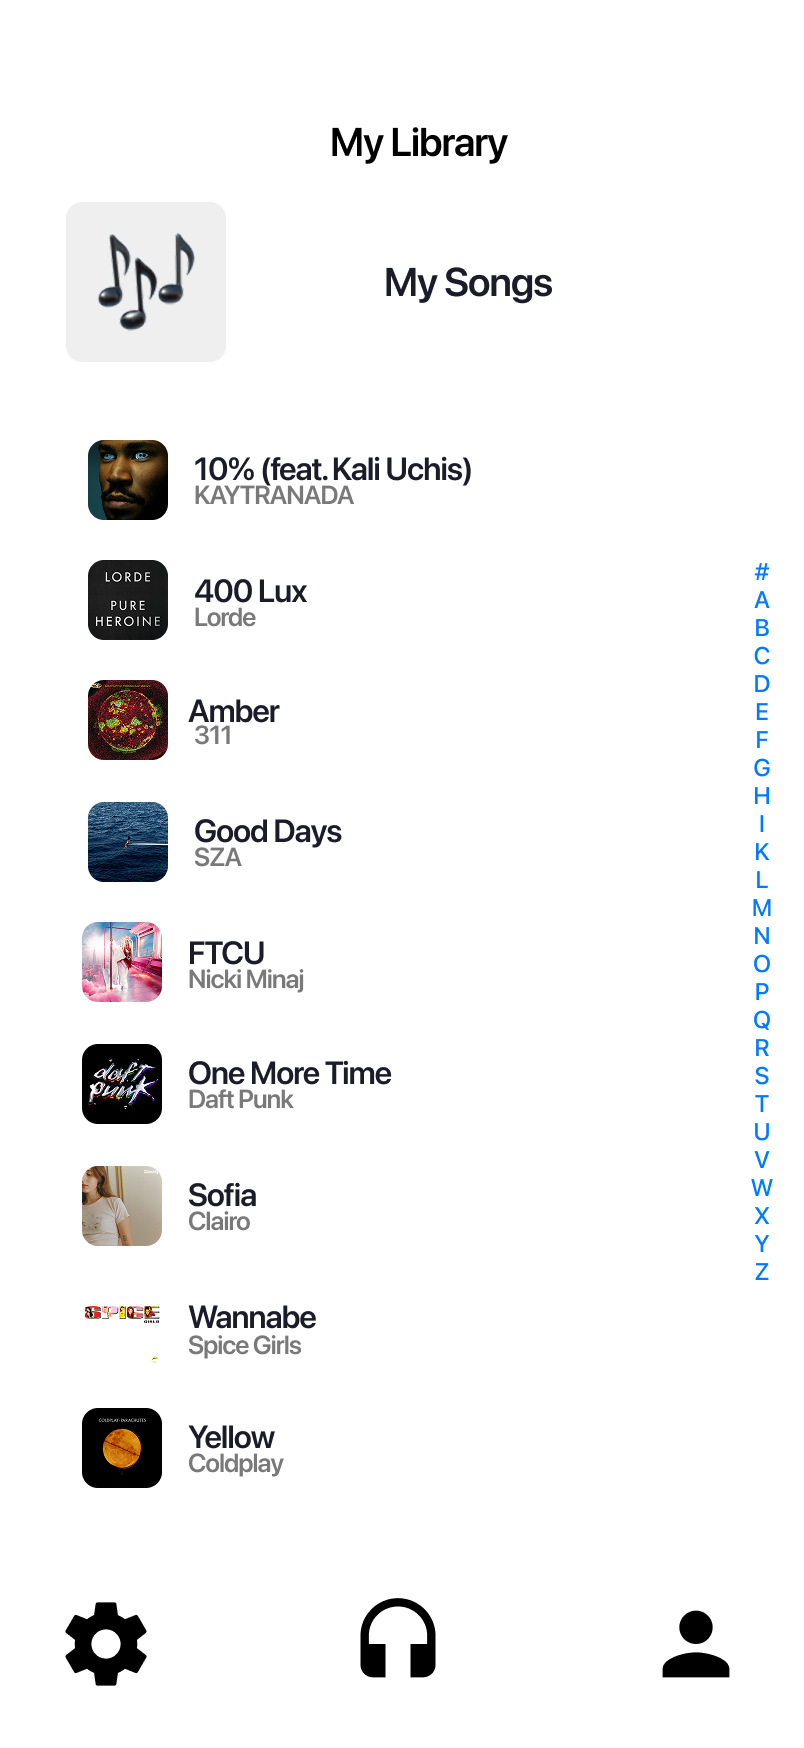 My Library
My Songs
10% (feat. Kali Uchis)
KAYTRANADA
LORDE
PURE
HEROINE
400 Lux
Lorde
Amber
311
Good Days
SZA
FTCU
Nicki Minaj
daft
punk
One More Time
Daft Punk
Sofia
Clairo
SPICE
GIRLS
Wannabe
Spice Girls
COLDPLAY-PARACHUTES
Yellow
Coldplay
#
A
B
C
D
E
F
G
H
I
K
L
M
N
O
P
Q
R
S
T
U
V
W
X
Y
Z